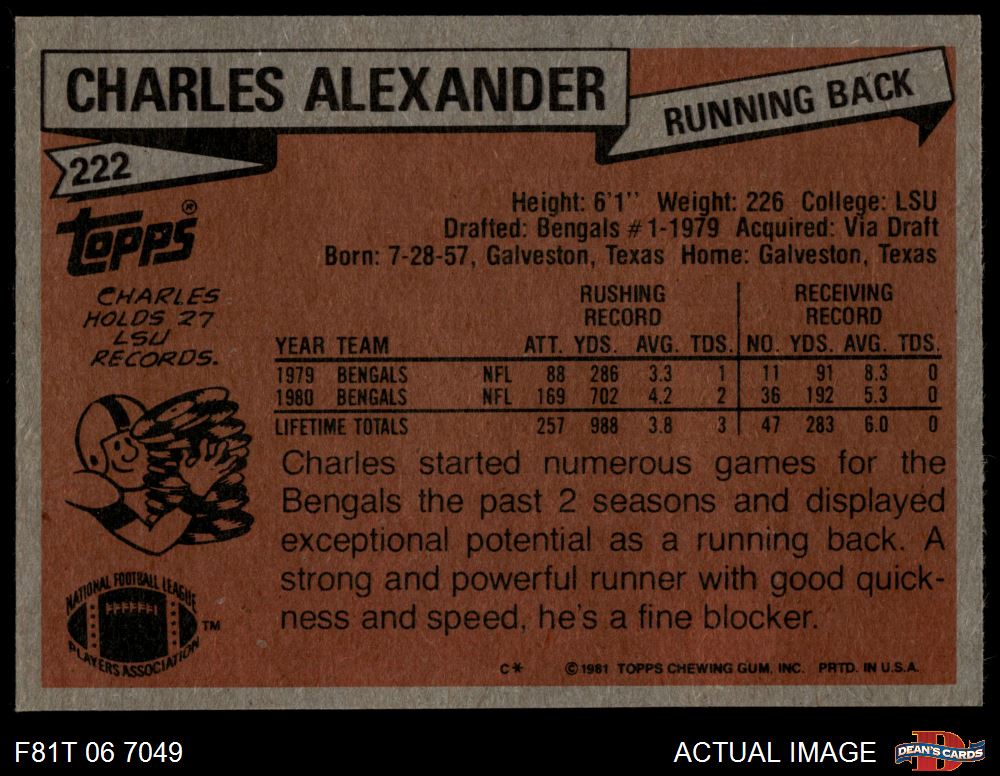 CHARLES ALEXANDER
RUNNING BACK
222
TOPPS®
Height: 6'1'' Weight: 226 College: LSU
Drafted: Bengals #1-1979 Acquired: Via Draft
Born: 7-28-57, Galveston, Texas Home: Galveston, Texas
CHARLES
HOLDS 27
LSU
RECORDS.
RUSHING RECEIVING
RECORD RECORD
YEAR TEAM ATT. YDS. AVG. TDS. NO. YDS. AVG. TDS.
1979 BENGALS NFL 88 286 3.3 1 11 91 8.3 0
1980 BENGALS NFL 169 702 4.2 2 36 192 5.3 0
LIFETIME TOTALS 257 988 3.8 3 47 283 6.0 0
Charles started numerous games for the
Bengals the past 2 seasons and displayed
exceptional potential as a running back. A
strong and powerful runner with good quick-
ness and speed, he's a fine blocker.
NATIONAL FOOTBALL LEAGUE
PLAYERS ASSOCIATION
TM
C* ©1981 TOPPS CHEWING GUM, INC. PRTD. IN U.S.A.
F81T 06 7049
ACTUAL IMAGE
D
DEAN'S CARDS